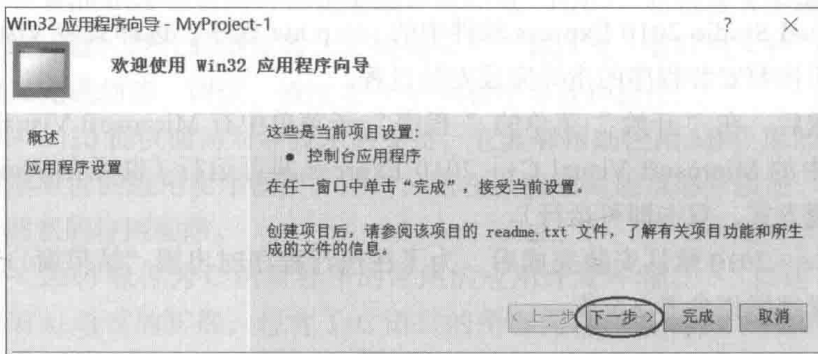 Win32 应用程序向导 - MyProject-1
? ×
欢迎使用 Win32 应用程序向导
概述
应用程序设置
这些是当前项目设置:
● 控制台应用程序
在任一窗口中单击“完成”，接受当前设置。
创建项目后，请参阅该项目的 readme.txt 文件，了解有关项目功能和所生
成的文件的信息。
< 上一步 下一步 > 完成 取消